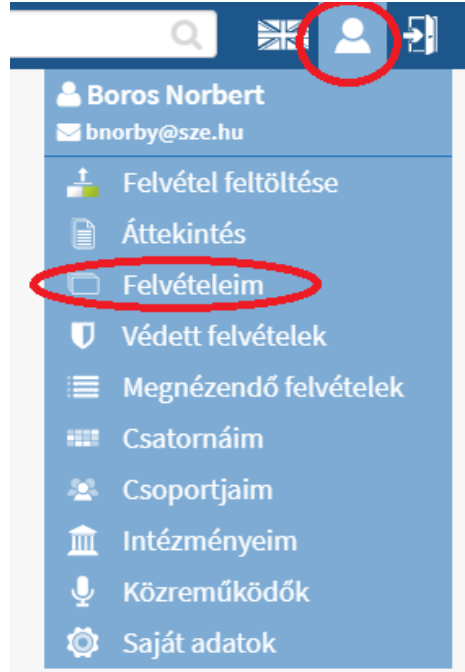 Boros Norbert
bnorby@sze.hu
Felvétel feltöltése
Áttekintés
Felvételeim
Védett felvételek
Megnézendő felvételek
Csatornáim
Csoportjaim
Intézményeim
Közreműködők
Saját adatok